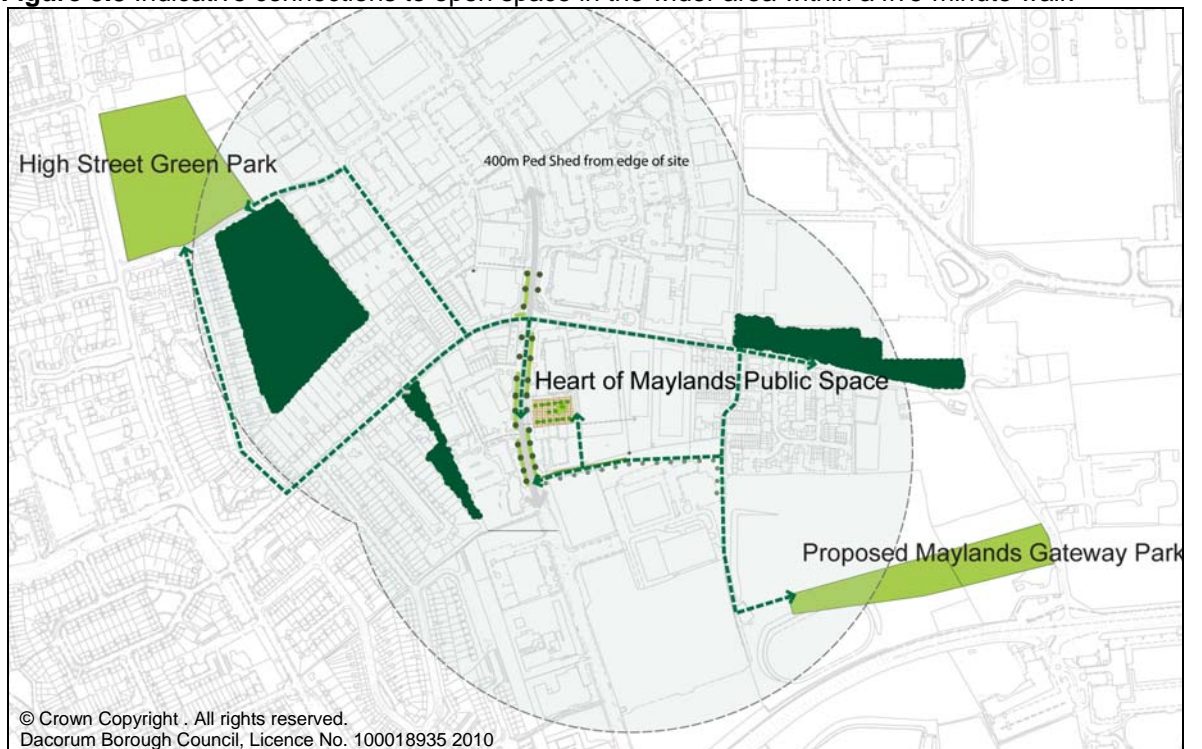 High Street Green Park
400m Ped Shed from edge of site
Heart of Maylands Public Space
Proposed Maylands Gateway Park
© Crown Copyright . All rights reserved.
Dacorum Borough Council, Licence No. 100018935 2010